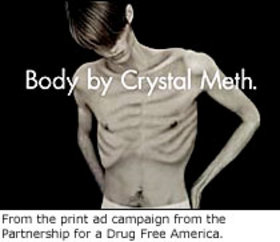 Body by Crystal Meth.
From the print ad campaign from the
Partnership for a Drug Free America.